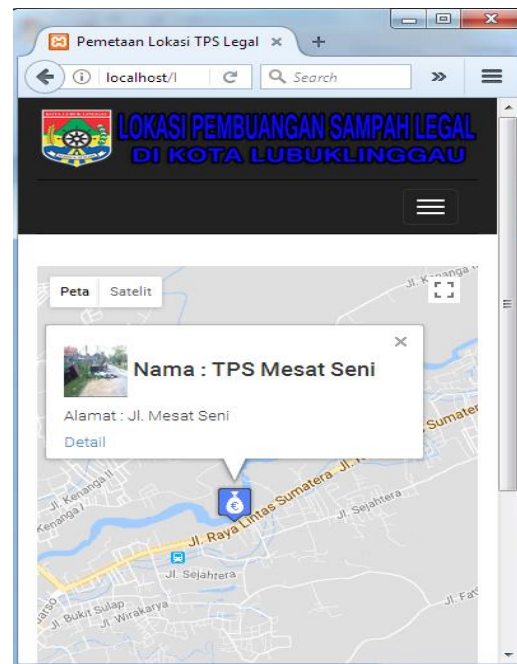 Pemetaan Lokasi TPS Legal
localhost/l
Search
LOKASI PEMBUANGAN SAMPAH LEGAL
DI KOTA LUBUKLINGGAU
Peta Satelit
Nama : TPS Mesat Seni
Alamat : Jl. Mesat Seni
Detail
Jl. Kenanga II
Kenanga I
Jl. Raya Lintas Sumatera
Sumater
Jl. Sejahtera
Jl. Sejahtera
Jl. Bukit Sulap
Jl. Wirakarya